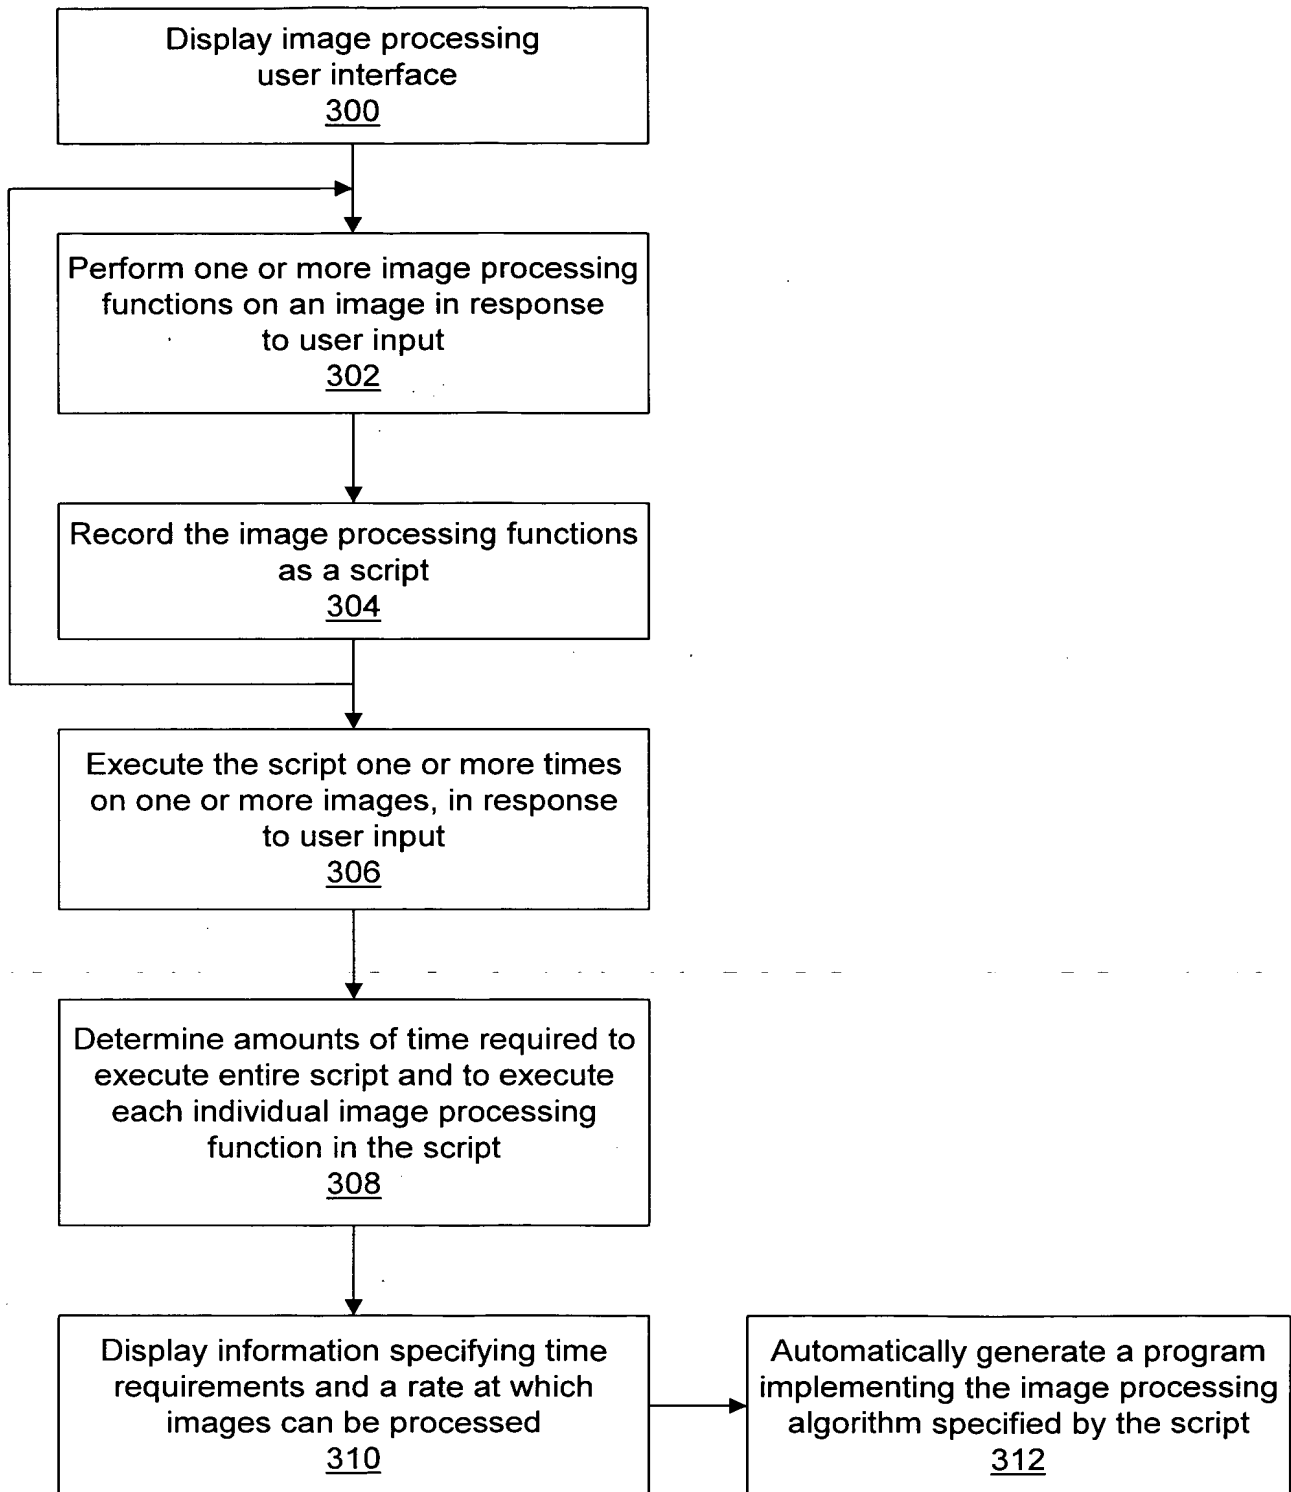 Display image processing
user interface
300
Perform one or more image processing
functions on an image in response
to user input
302
Record the image processing functions
as a script
304
Execute the script one or more times
on one or more images, in response
to user input
306
Determine amounts of time required to
execute entire script and to execute
each individual image processing
function in the script
308
Display information specifying time
requirements and a rate at which
images can be processed
310
Automatically generate a program
implementing the image processing
algorithm specified by the script
312